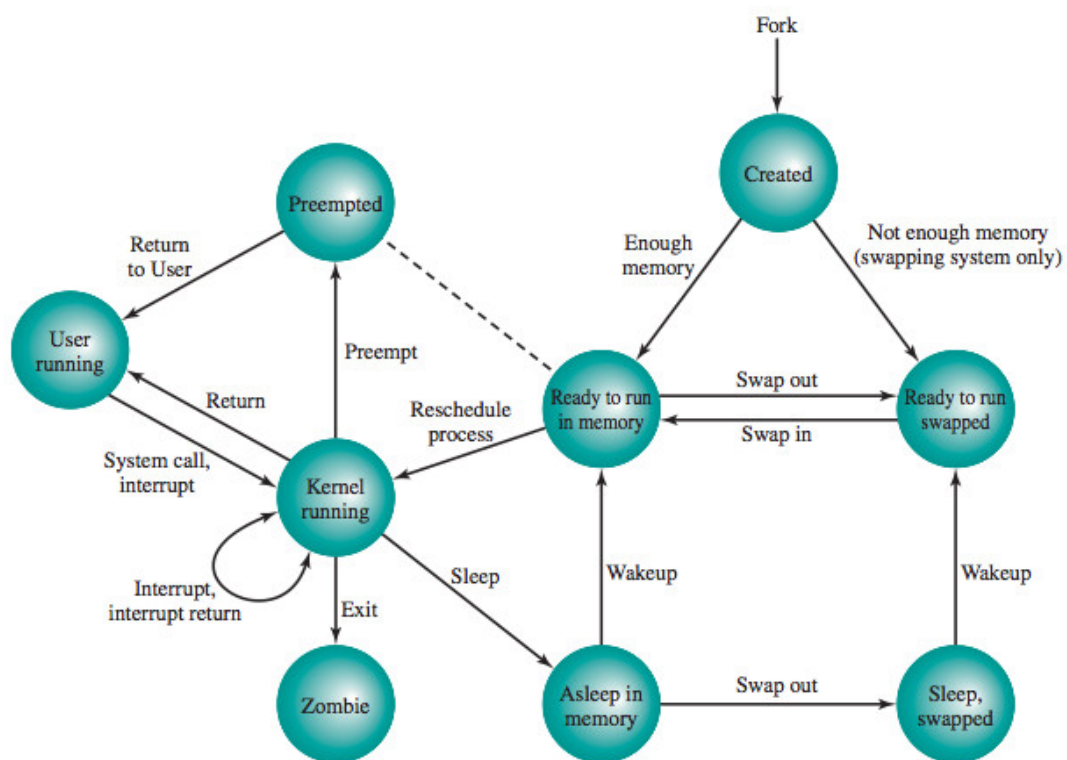 Fork
Created
Preempted
Return
to User
Enough
memory
Not enough memory
(swapping system only)
User
running
Preempt
Return
Reschedule
process
Ready to run
in memory
Swap out
Swap in
Ready to run
swapped
System call,
interrupt
Kernel
running
Interrupt,
interrupt return
Sleep
Wakeup
Wakeup
Exit
Zombie
Asleep in
memory
Swap out
Sleep,
swapped